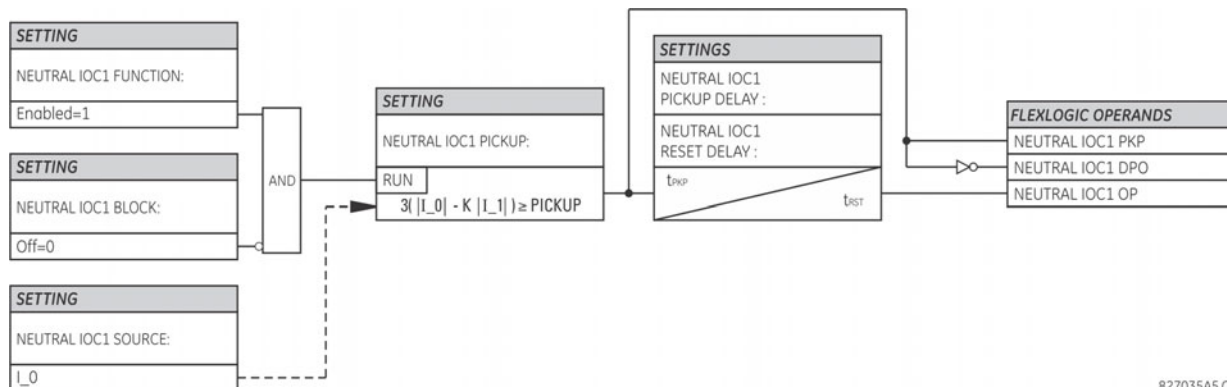 SETTING
NEUTRAL IOC1 FUNCTION:
Enabled=1
SETTING
NEUTRAL IOC1 BLOCK:
Off=0
SETTING
NEUTRAL IOC1 SOURCE:
I_0
AND
SETTING
NEUTRAL IOC1 PICKUP:
RUN
3( |I_0| - K |I_1| ) ≥ PICKUP
SETTINGS
NEUTRAL IOC1
PICKUP DELAY :
NEUTRAL IOC1
RESET DELAY :
tPKP
tRST
FLEXLOGIC OPERANDS
NEUTRAL IOC1 PKP
NEUTRAL IOC1 DPO
NEUTRAL IOC1 OP